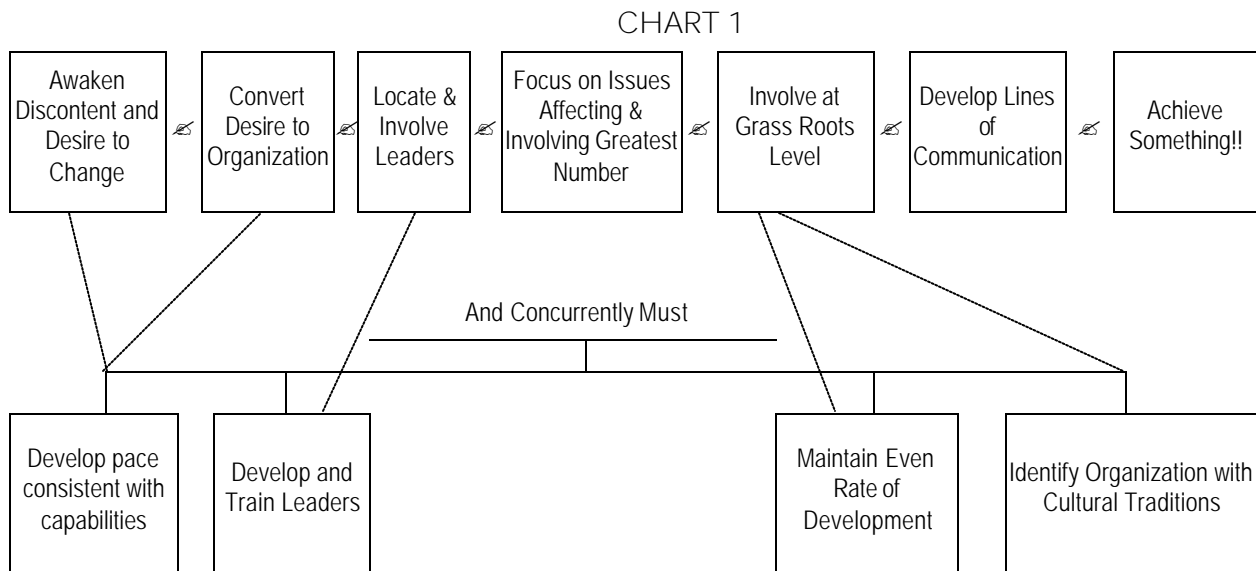 CHART 1
Awaken
Discontent and
Desire to
Change
Convert
Desire to
Organization
Locate &
Involve
Leaders
Focus on Issues
Affecting &
Involving Greatest
Number
Involve at
Grass Roots
Level
Develop Lines
of
Communication
Achieve
Something!!
And Concurrently Must
Develop pace
consistent with
capabilities
Develop and
Train Leaders
Maintain Even
Rate of
Development
Identify Organization with
Cultural Traditions